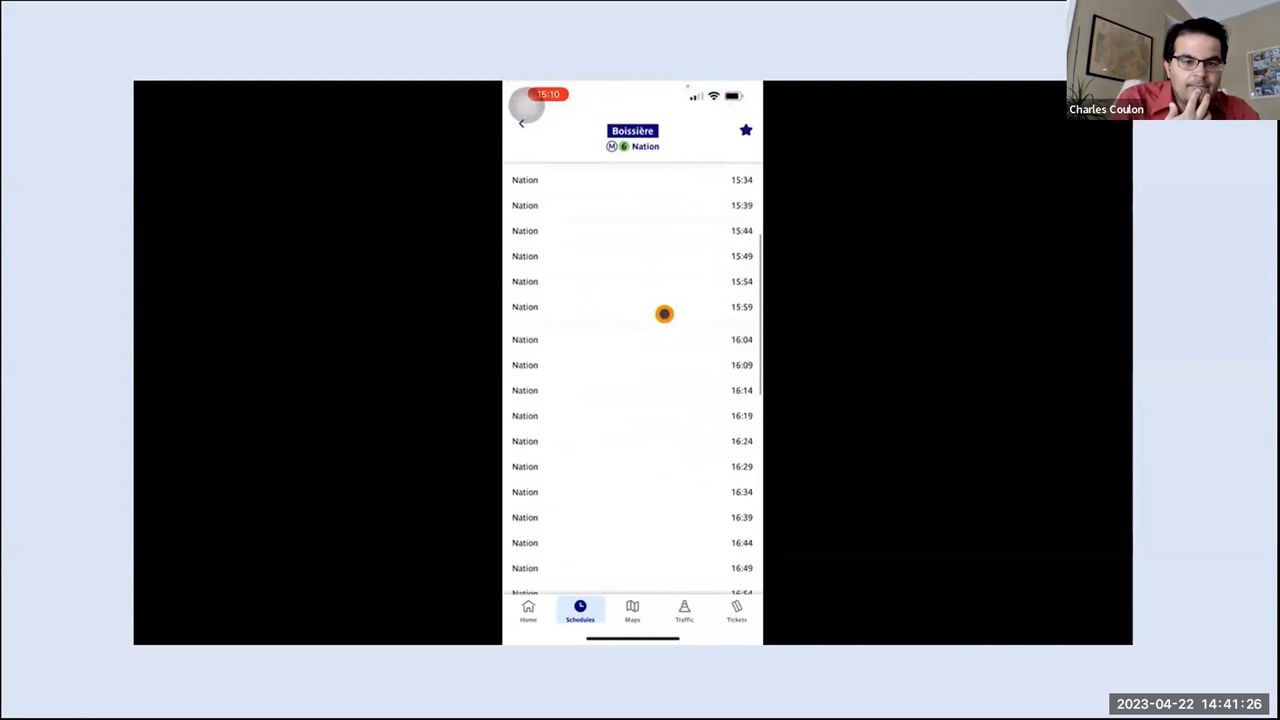 Charles Coulon
15:10
Boissière
M 6 Nation
Nation 15:34
Nation 15:39
Nation 15:44
Nation 15:49
Nation 15:54
Nation 15:59
Nation 16:04
Nation 16:09
Nation 16:14
Nation 16:19
Nation 16:24
Nation 16:29
Nation 16:34
Nation 16:39
Nation 16:44
Nation 16:49
Nation 16:54
Home Schedules Maps Traffic Tickets
2023-04-22 14:41:26